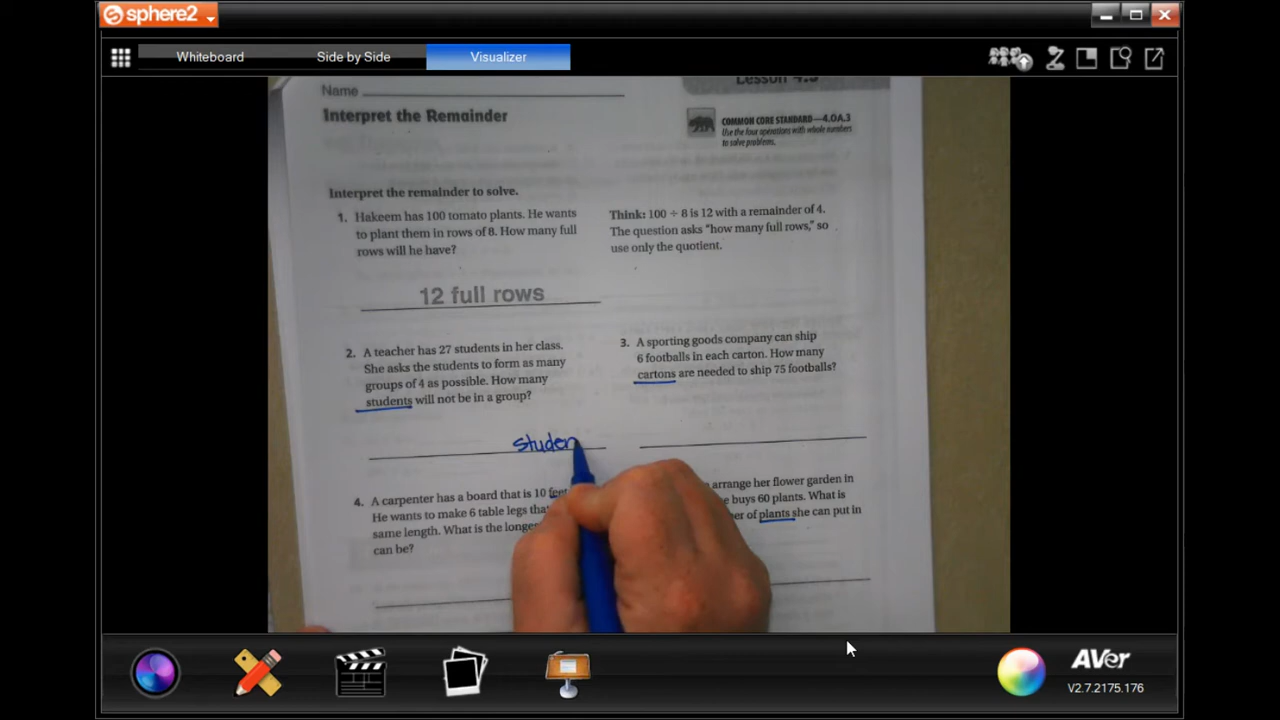 sphere2
Whiteboard
Side by Side
Visualizer
Lesson 4.3
Name
Interpret the Remainder
COMMON CORE STANDARD—4.OA.3
Use the four operations with whole numbers
to solve problems.
Interpret the remainder to solve.
1. Hakeem has 100 tomato plants. He wants
to plant them in rows of 8. How many full
rows will he have?
Think: 100 ÷ 8 is 12 with a remainder of 4.
The question asks "how many full rows," so
use only the quotient.
12 full rows
2. A teacher has 27 students in her class.
She asks the students to form as many
groups of 4 as possible. How many
students will not be in a group?
3. A sporting goods company can ship
6 footballs in each carton. How many
cartons are needed to ship 75 footballs?
Studen
4. A carpenter has a board that is 10 feet
He wants to make 6 table legs that
same length. What is the longe
can be?
arrange her flower garden in
e buys 60 plants. What is
er of plants she can put in
AVer
V2.7.2175.176